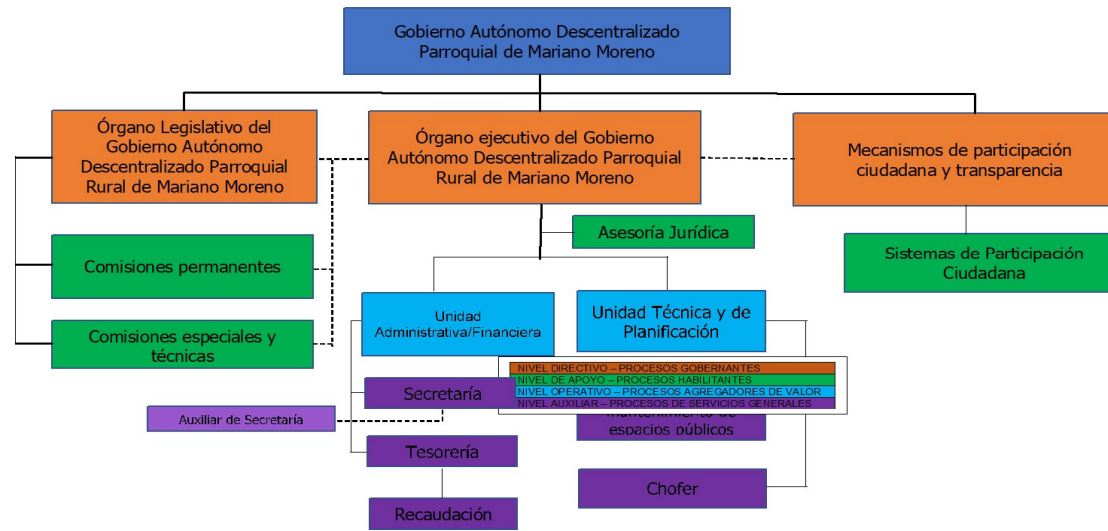 Gobierno Autónomo Descentralizado
Parroquial de Mariano Moreno
Órgano Legislativo del
Gobierno Autónomo
Descentralizado Parroquial
Rural de Mariano Moreno
Órgano ejecutivo del Gobierno
Autónomo Descentralizado Parroquial
Rural de Mariano Moreno
Mecanismos de participación
ciudadana y transparencia
Asesoría Jurídica
Comisiones permanentes
Sistemas de Participación
Ciudadana
Comisiones especiales y
técnicas
Unidad
Administrativa/Financiera
Unidad Técnica y de
Planificación
NIVEL DIRECTIVO – PROCESOS GOBERNANTES
NIVEL DE APOYO – PROCESOS HABILITANTES
NIVEL OPERATIVO – PROCESOS AGREGADORES DE VALOR
NIVEL AUXILIAR – PROCESOS DE SERVICIOS GENERALES
Secretaría
mantenimiento de
espacios públicos
Auxiliar de Secretaría
Tesorería
Chofer
Recaudación